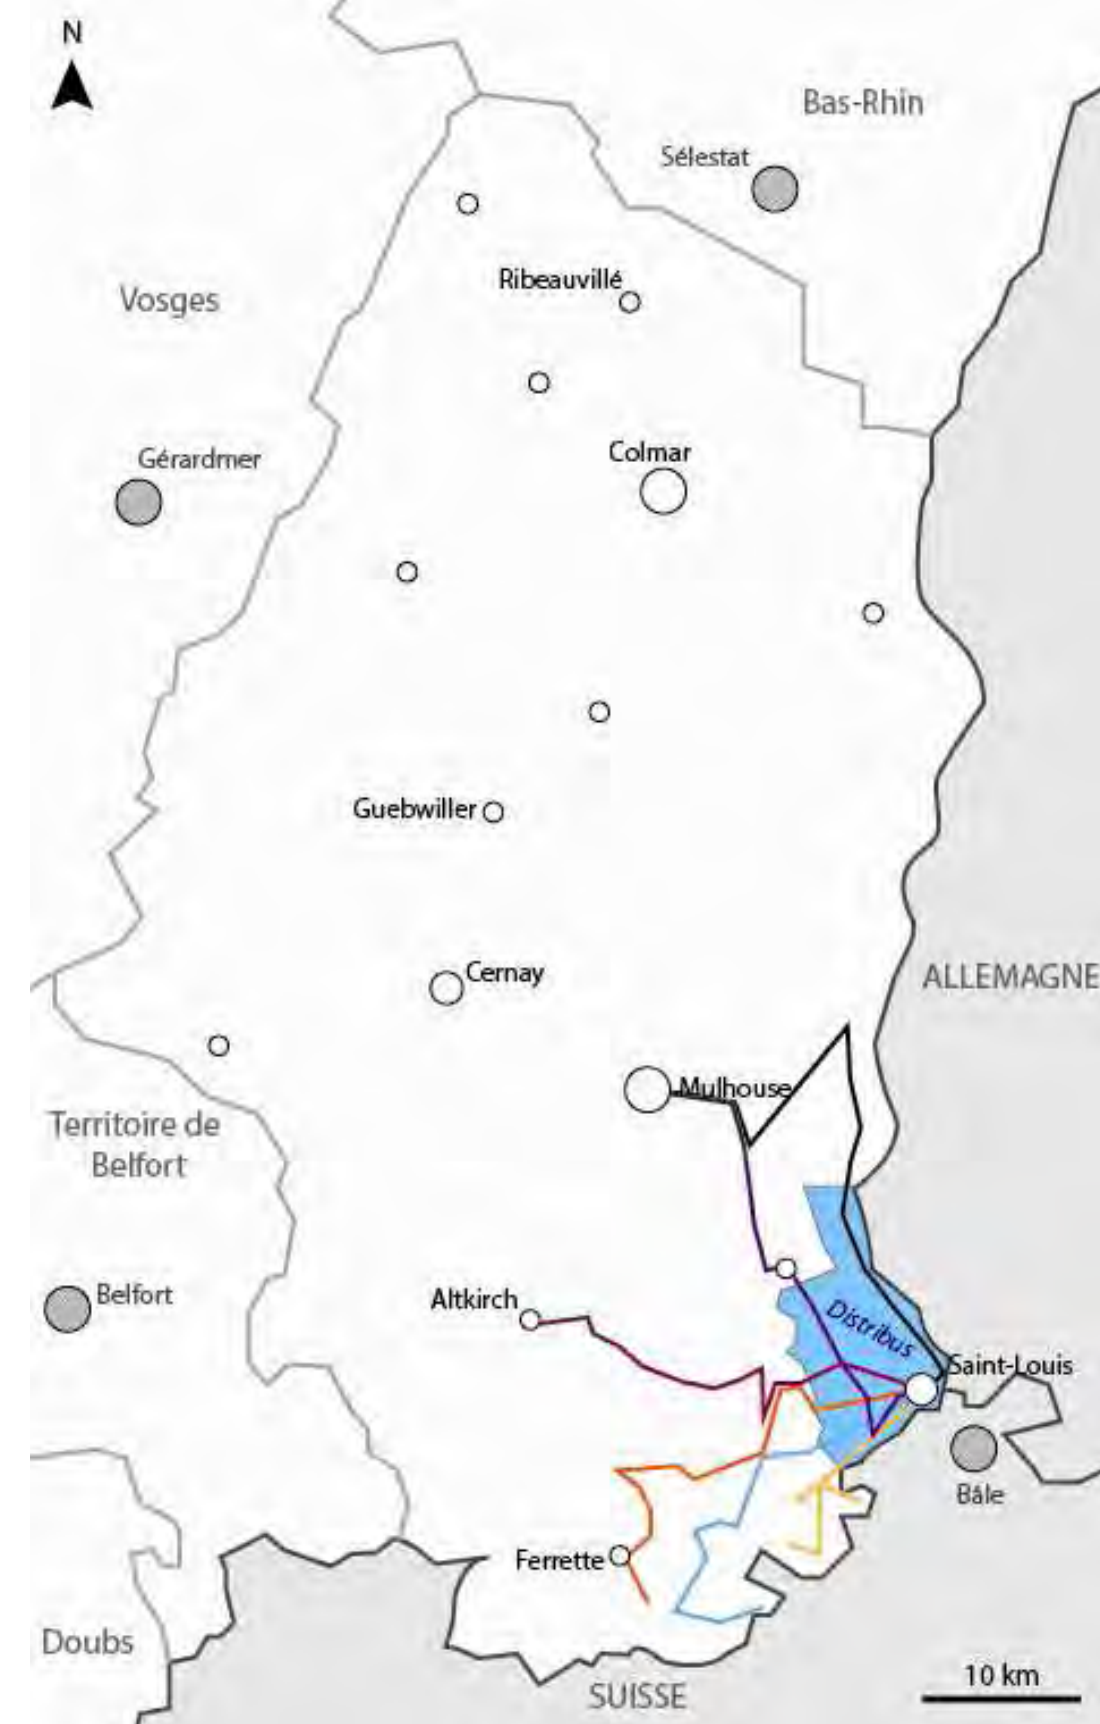 N
Bas-Rhin
Sélestat
Ribeauvillé
Vosges
Colmar
Gérardmer
Guebwiller
Cernay
ALLEMAGNE
Mulhouse
Territoire de
Belfort
Belfort
Altkirch
Distribus
Saint-Louis
Bâle
Ferrette
Doubs
10 km
SUISSE